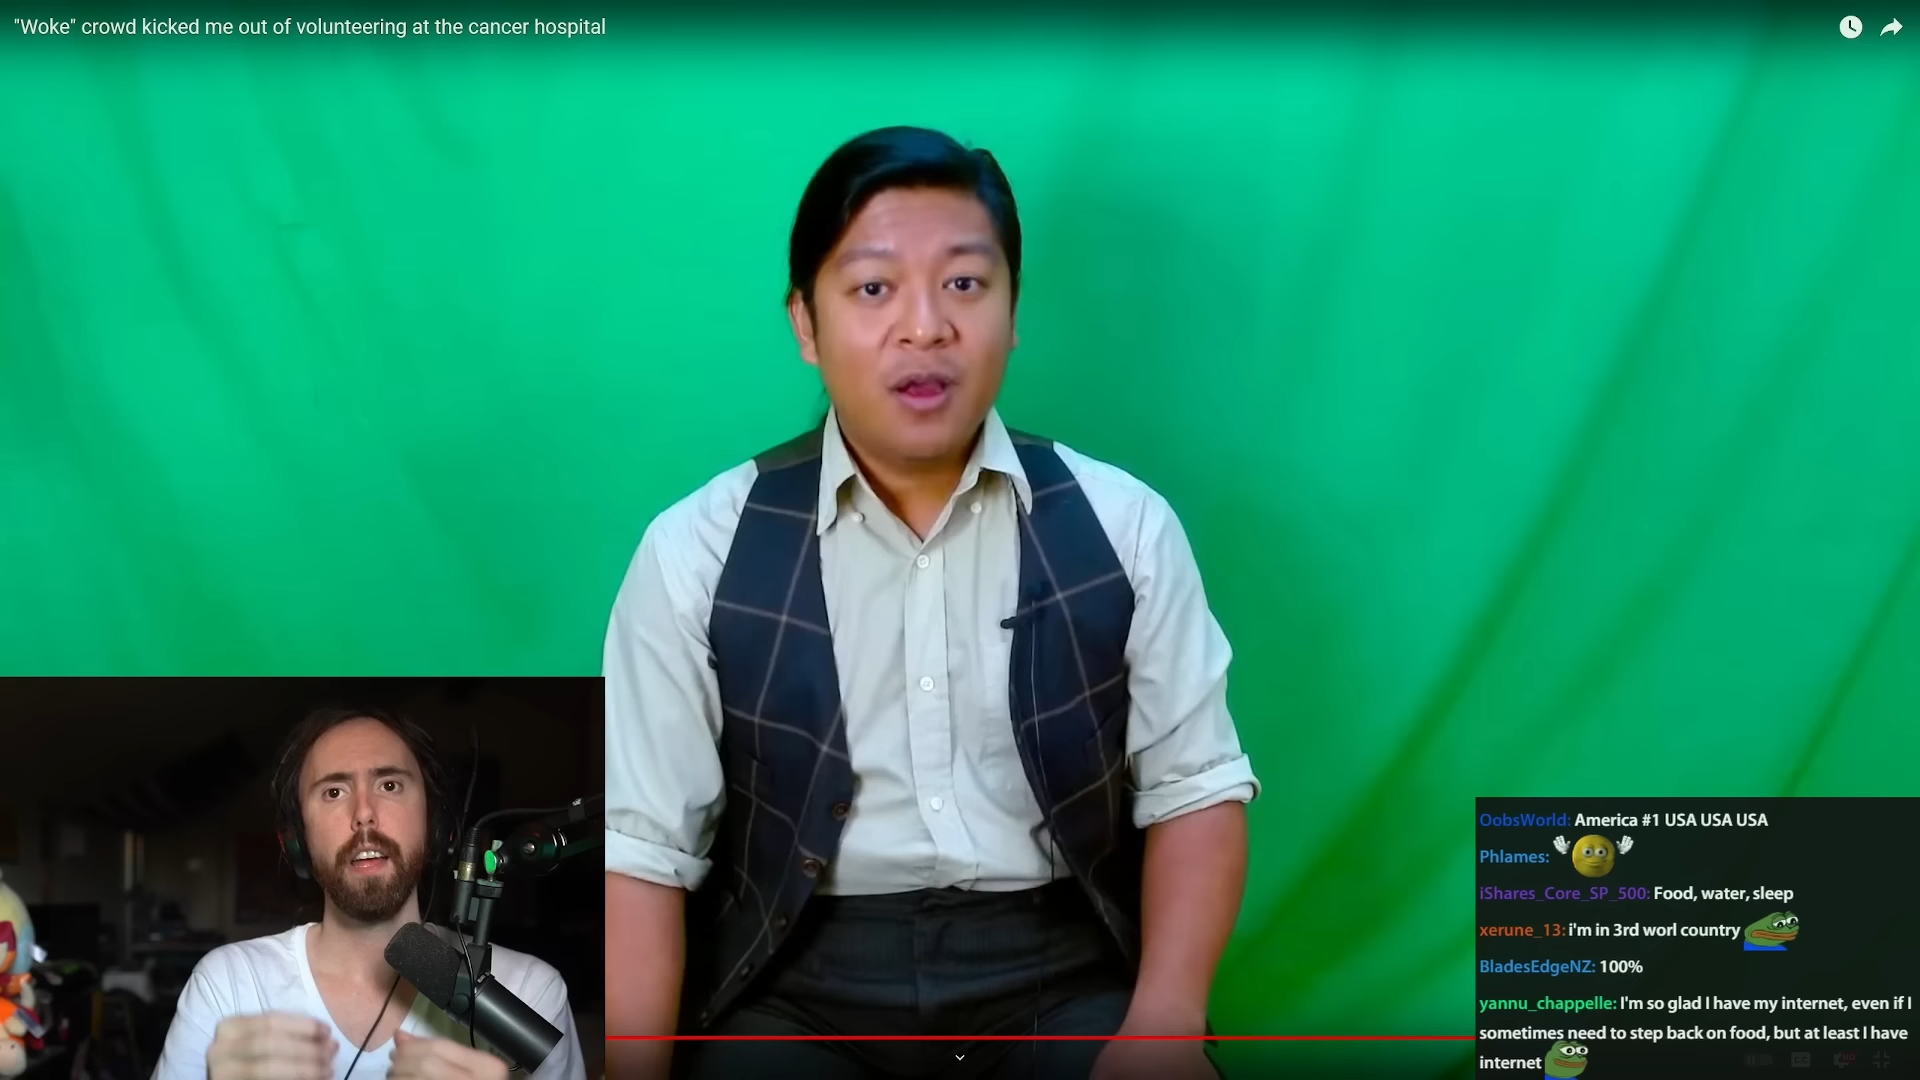 "Woke" crowd kicked me out of volunteering at the cancer hospital
OobsWorld: America #1 USA USA USA
Phlames:
iShares_Core_SP_500: Food, water, sleep
xerune_13: i'm in 3rd worl country
BladesEdgeNZ: 100%
yannu_chappelle: I'm so glad I have my internet, even if I
sometimes need to step back on food, but at least I have
internet